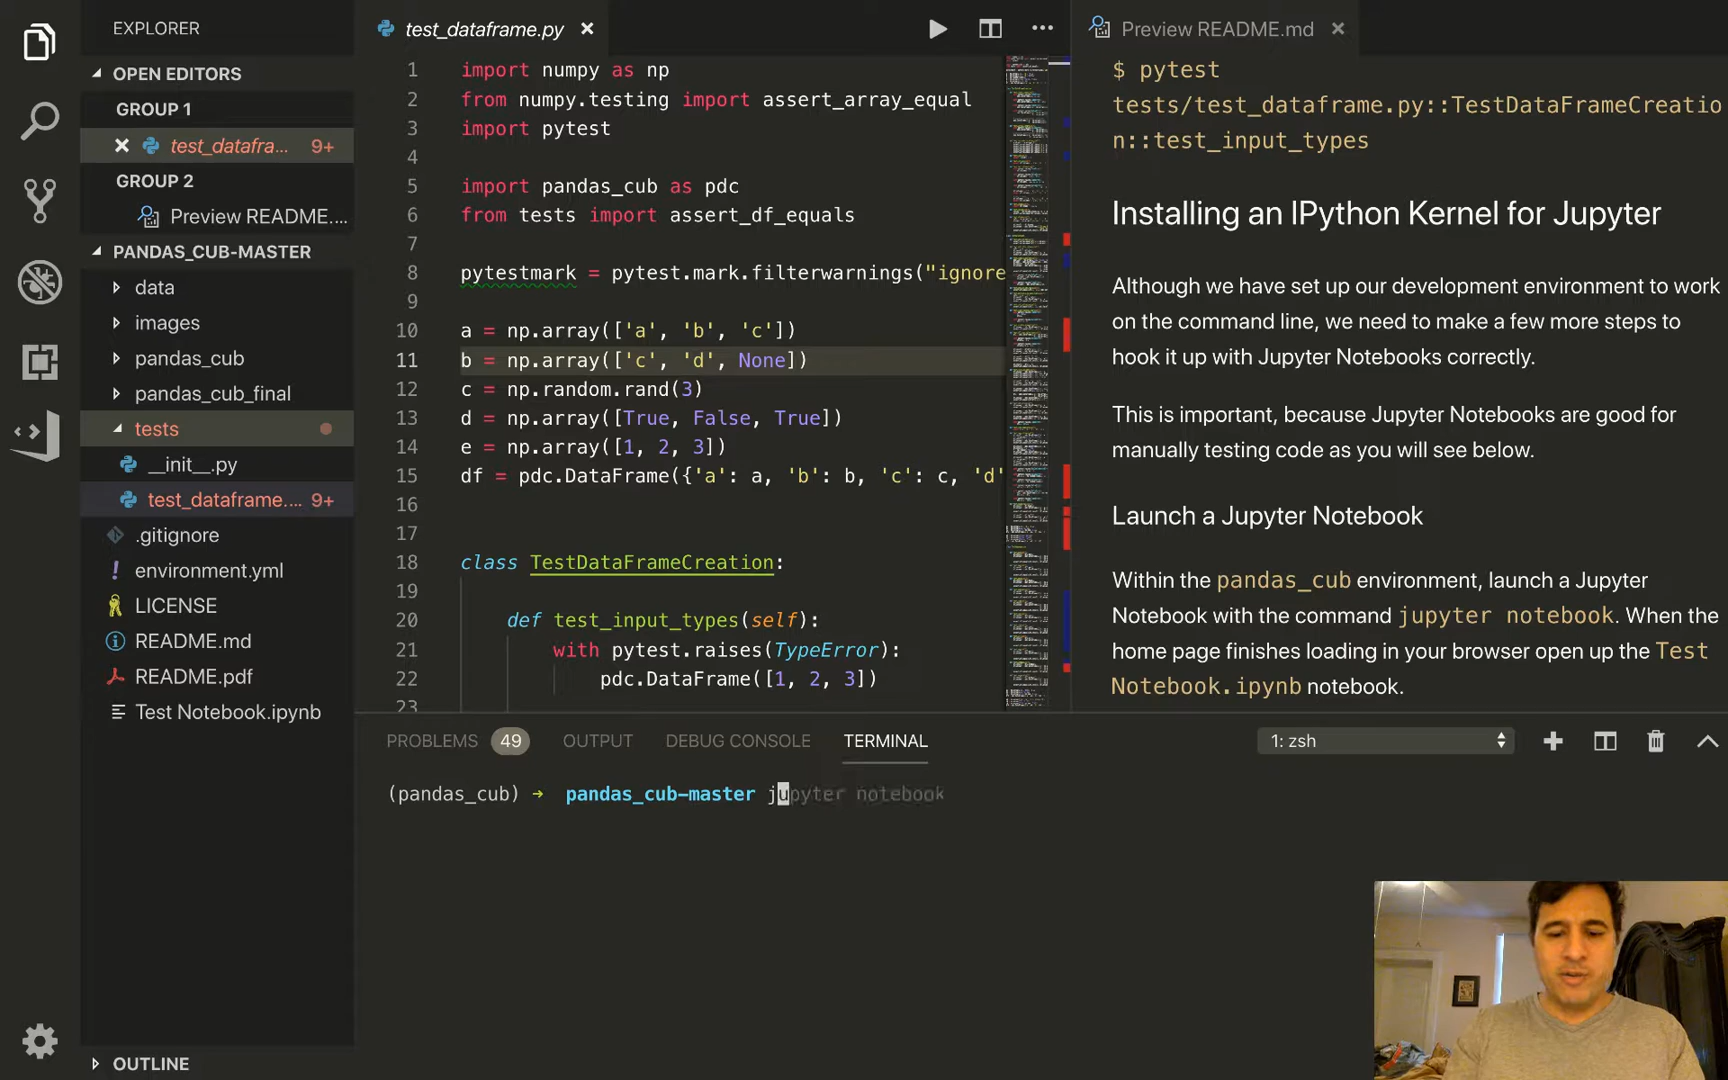 EXPLORER
OPEN EDITORS
GROUP 1
test_datafra... 9+
GROUP 2
Preview README....
PANDAS_CUB-MASTER
data
images
pandas_cub
pandas_cub_final
tests
__init__.py
test_dataframe.... 9+
.gitignore
! environment.yml
LICENSE
README.md
README.pdf
Test Notebook.ipynb
OUTLINE
test_dataframe.py
1 import numpy as np
2 from numpy.testing import assert_array_equal
3 import pytest
4
5 import pandas_cub as pdc
6 from tests import assert_df_equals
7
8 pytestmark = pytest.mark.filterwarnings("ignore
9
10 a = np.array(['a', 'b', 'c'])
11 b = np.array(['c', 'd', None])
12 c = np.random.rand(3)
13 d = np.array([True, False, True])
14 e = np.array([1, 2, 3])
15 df = pdc.DataFrame({'a': a, 'b': b, 'c': c, 'd'
16
17
18 class TestDataFrameCreation:
19
20 def test_input_types(self):
21 with pytest.raises(TypeError):
22 pdc.DataFrame([1, 2, 3])
23
Preview README.md
$ pytest
tests/test_dataframe.py::TestDataFrameCreatio
n::test_input_types
Installing an IPython Kernel for Jupyter
Although we have set up our development environment to work
on the command line, we need to make a few more steps to
hook it up with Jupyter Notebooks correctly.
This is important, because Jupyter Notebooks are good for
manually testing code as you will see below.
Launch a Jupyter Notebook
Within the pandas_cub environment, launch a Jupyter
Notebook with the command jupyter notebook. When the
home page finishes loading in your browser open up the Test
Notebook.ipynb notebook.
PROBLEMS 49 OUTPUT DEBUG CONSOLE TERMINAL 1: zsh
(pandas_cub) → pandas_cub-master jupyter notebook